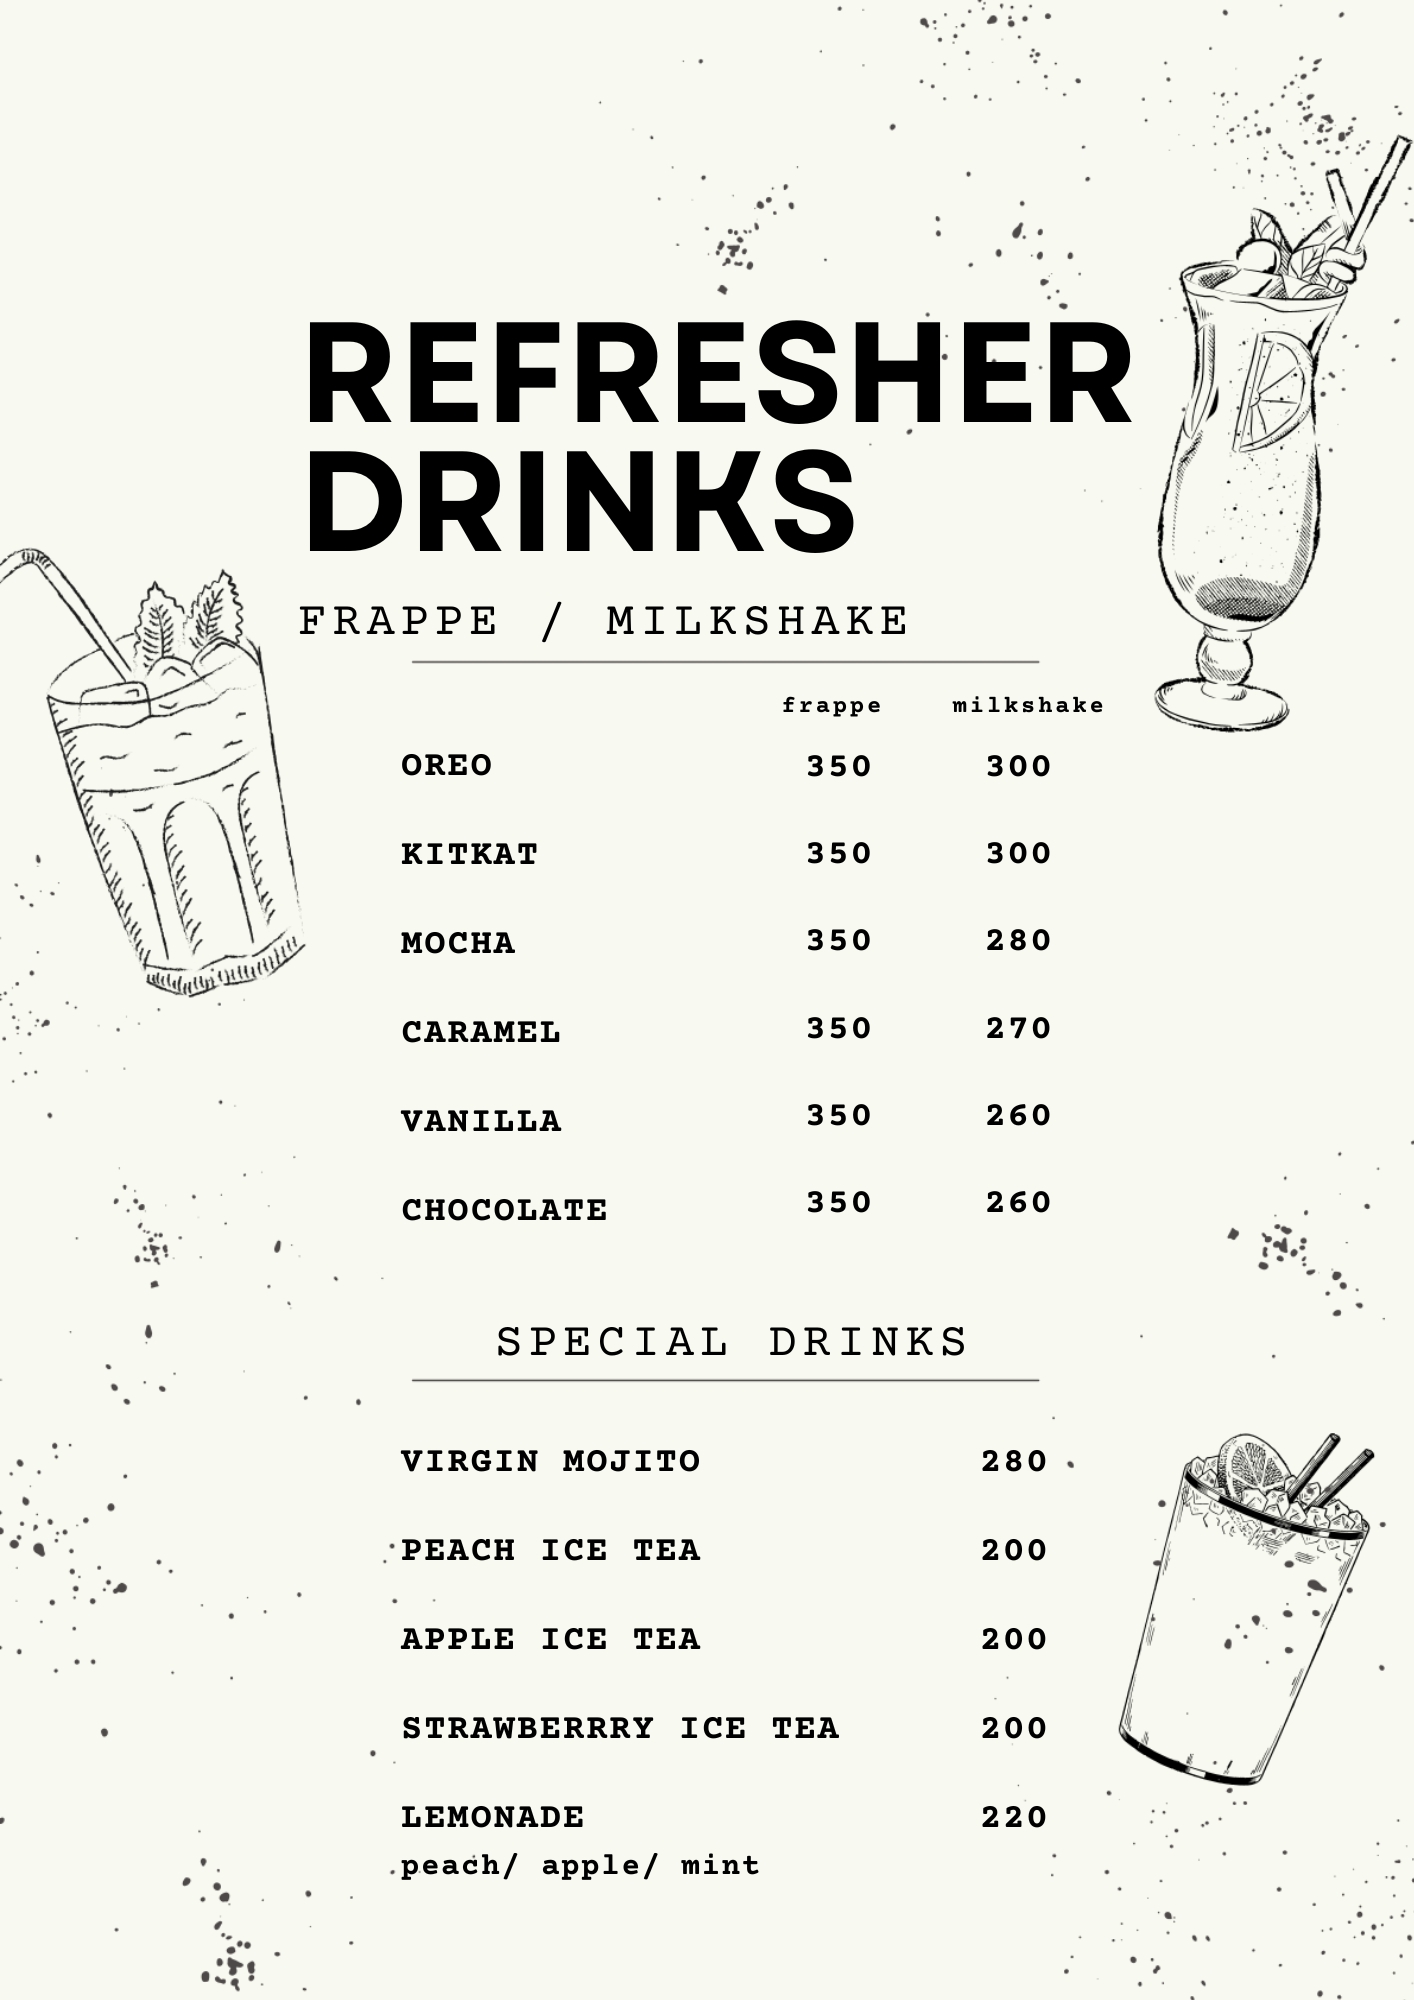 REFRESHER
DRINKS
FRAPPE / MILKSHAKE
frappe milkshake
OREO 350 300
KITKAT 350 300
MOCHA 350 280
CARAMEL 350 270
VANILLA 350 260
CHOCOLATE 350 260
SPECIAL DRINKS
VIRGIN MOJITO 280
PEACH ICE TEA 200
APPLE ICE TEA 200
STRAWBERRRY ICE TEA 200
LEMONADE 220
peach/ apple/ mint